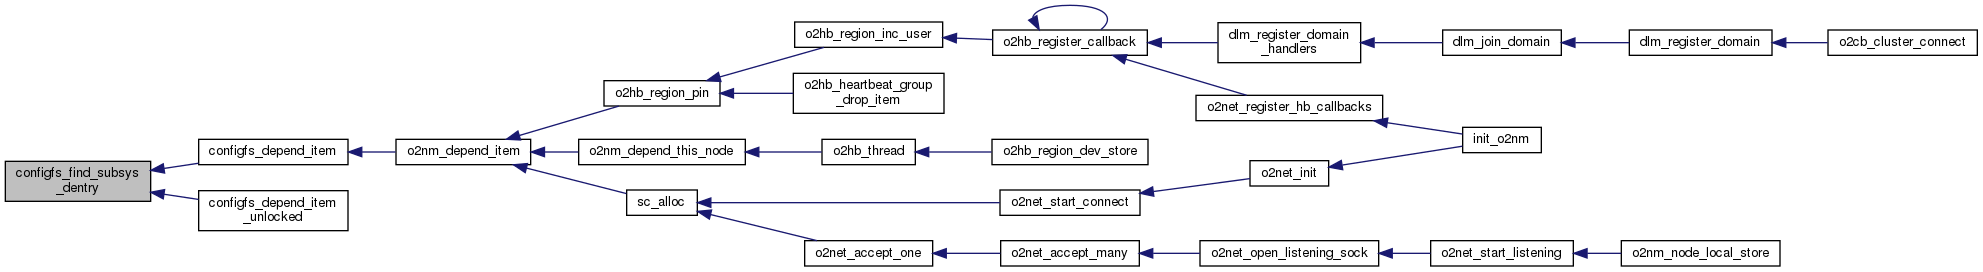 o2hb_region_inc_user
o2hb_register_callback
dlm_register_domain
_handlers
dlm_join_domain
dlm_register_domain
o2cb_cluster_connect
o2hb_region_pin
o2hb_heartbeat_group
_drop_item
o2net_register_hb_callbacks
configfs_find_subsys
_dentry
configfs_depend_item
o2nm_depend_item
o2nm_depend_this_node
o2hb_thread
o2hb_region_dev_store
init_o2nm
configfs_depend_item
_unlocked
sc_alloc
o2net_start_connect
o2net_init
o2net_accept_one
o2net_accept_many
o2net_open_listening_sock
o2net_start_listening
o2nm_node_local_store